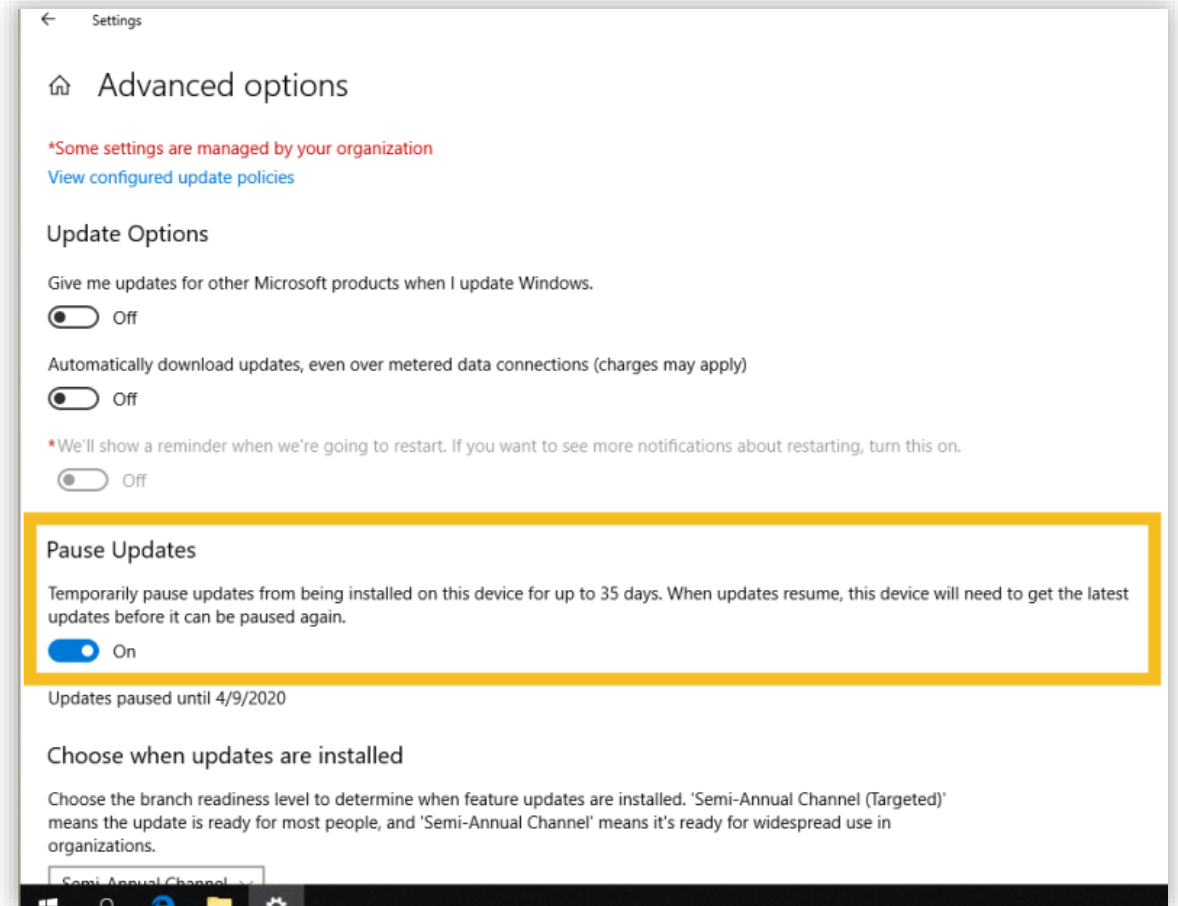 Settings
Advanced options
*Some settings are managed by your organization
View configured update policies
Update Options
Give me updates for other Microsoft products when I update Windows.
Off
Automatically download updates, even over metered data connections (charges may apply)
Off
*We'll show a reminder when we're going to restart. If you want to see more notifications about restarting, turn this on.
Off
Pause Updates
Temporarily pause updates from being installed on this device for up to 35 days. When updates resume, this device will need to get the latest
updates before it can be paused again.
On
Updates paused until 4/9/2020
Choose when updates are installed
Choose the branch readiness level to determine when feature updates are installed. 'Semi-Annual Channel (Targeted)'
means the update is ready for most people, and 'Semi-Annual Channel' means it's ready for widespread use in
organizations.
Semi-Annual Channel